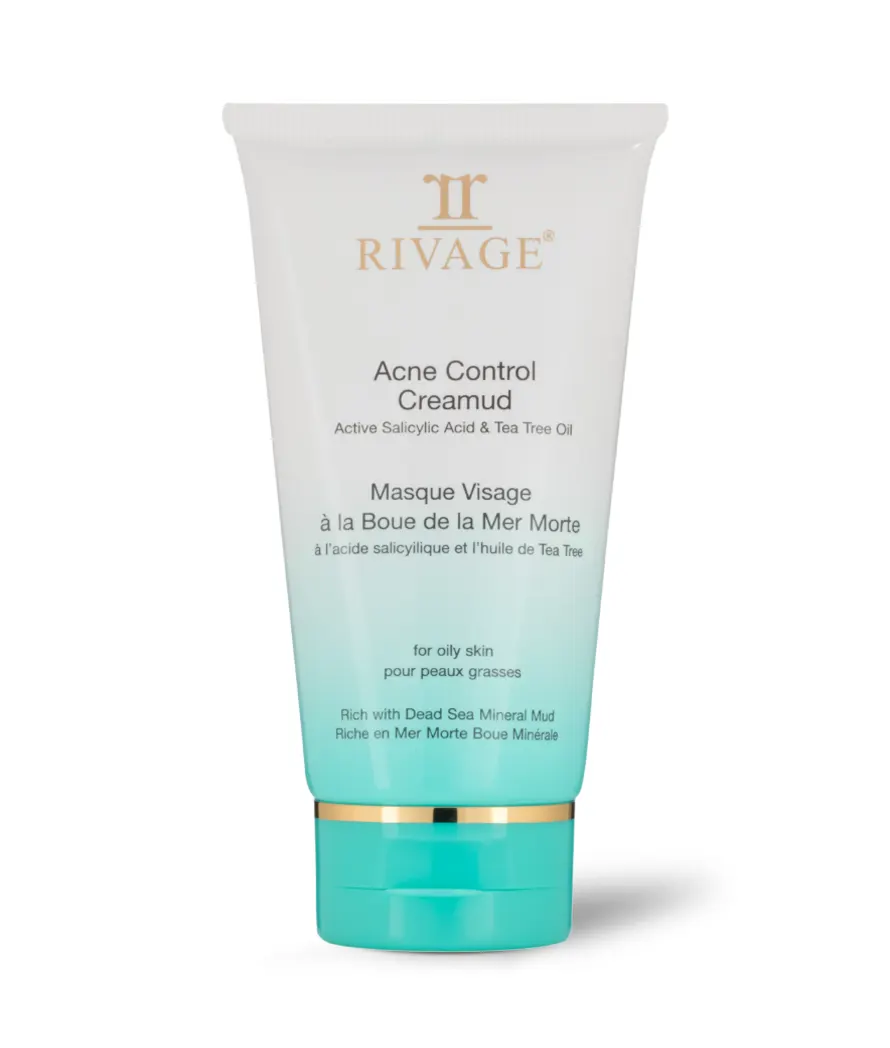 RIVAGE®
Acne Control
Creamud
Active Salicylic Acid & Tea Tree Oil
Masque Visage
à la Boue de la Mer Morte
à l'acide salicyilique et l'huile de Tea Tree
for oily skin
pour peaux grasses
Rich with Dead Sea Mineral Mud
Riche en Mer Morte Boue Minérale